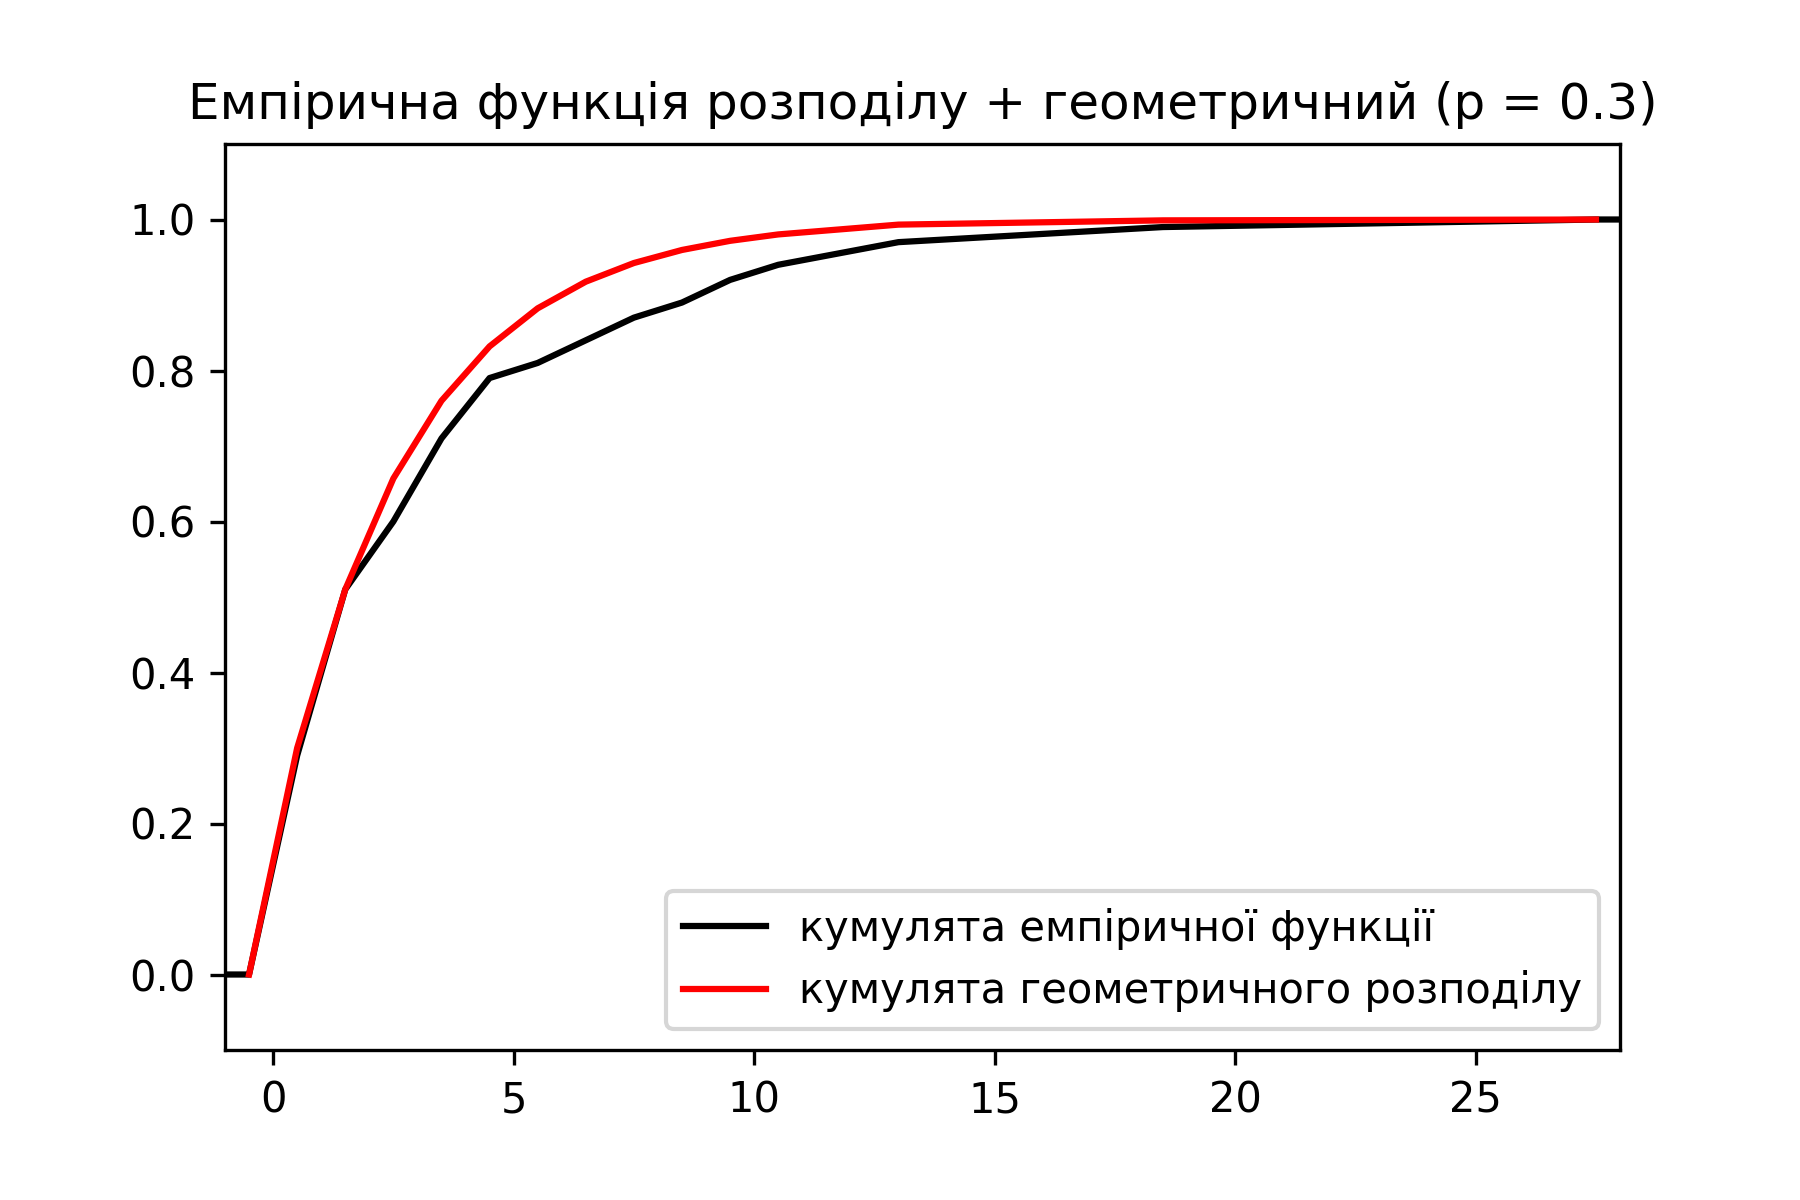 Емпірична функція розподілу + геометричний (p = 0.3)
1.0
0.8
0.6
0.4
0.2
0.0
кумулята емпіричної функції
кумулята геометричного розподілу
0 5 10 15 20 25